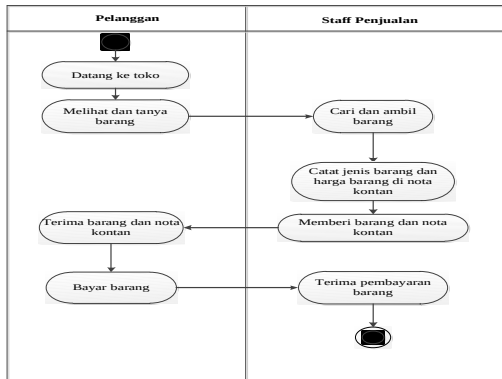 Pelanggan
Staff Penjualan
Datang ke toko
Melihat dan tanya
barang
Cari dan ambil
barang
Catat jenis barang dan
harga barang di nota
kontan
Memberi barang dan nota
kontan
Terima barang dan nota
kontan
Bayar barang
Terima pembayaran
barang